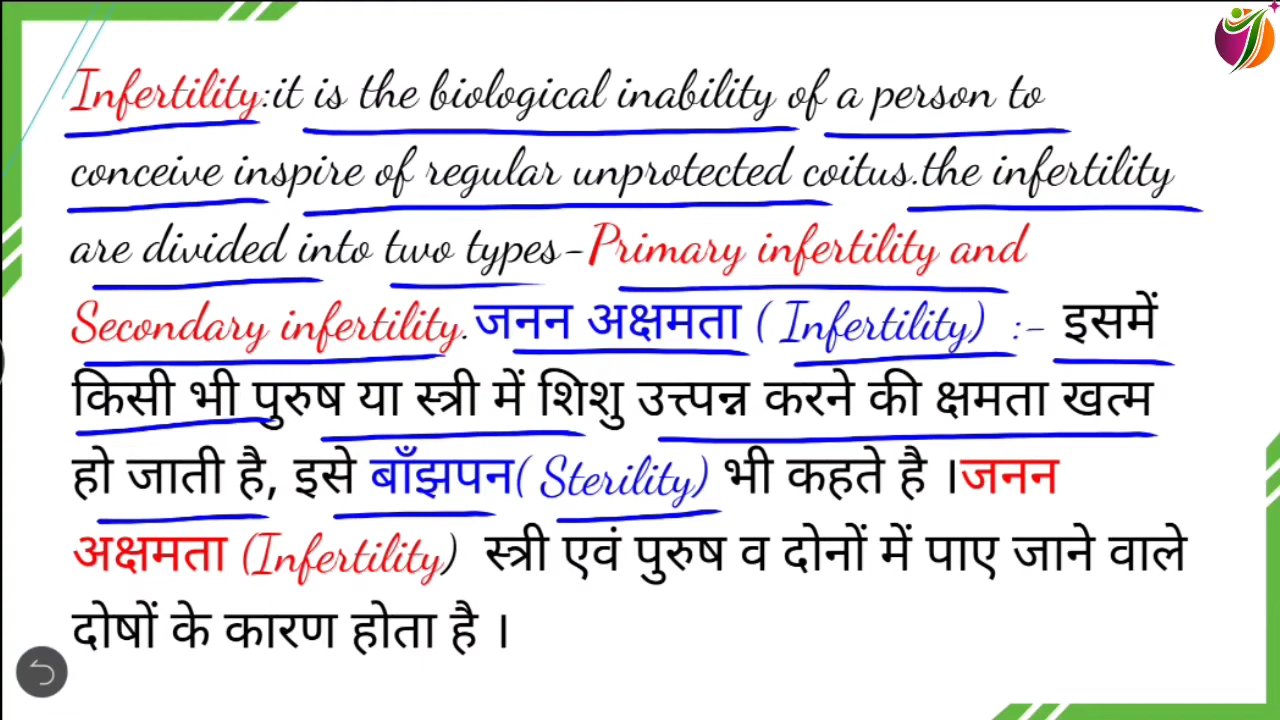 Infertility:it is the biological inability of a person to
conceive inspire of regular unprotected coitus.the infertility
are divided into two types-Primary infertility and
Secondary infertility.जनन अक्षमता ( Infertility) :- इसमें
किसी भी पुरुष या स्त्री में शिशु उत्त्पन्न करने की क्षमता खत्म
हो जाती है, इसे बाँझपन( Sterility) भी कहते है ।जनन
अक्षमता (Infertility) स्त्री एवं पुरुष व दोनों में पाए जाने वाले
दोषों के कारण होता है ।